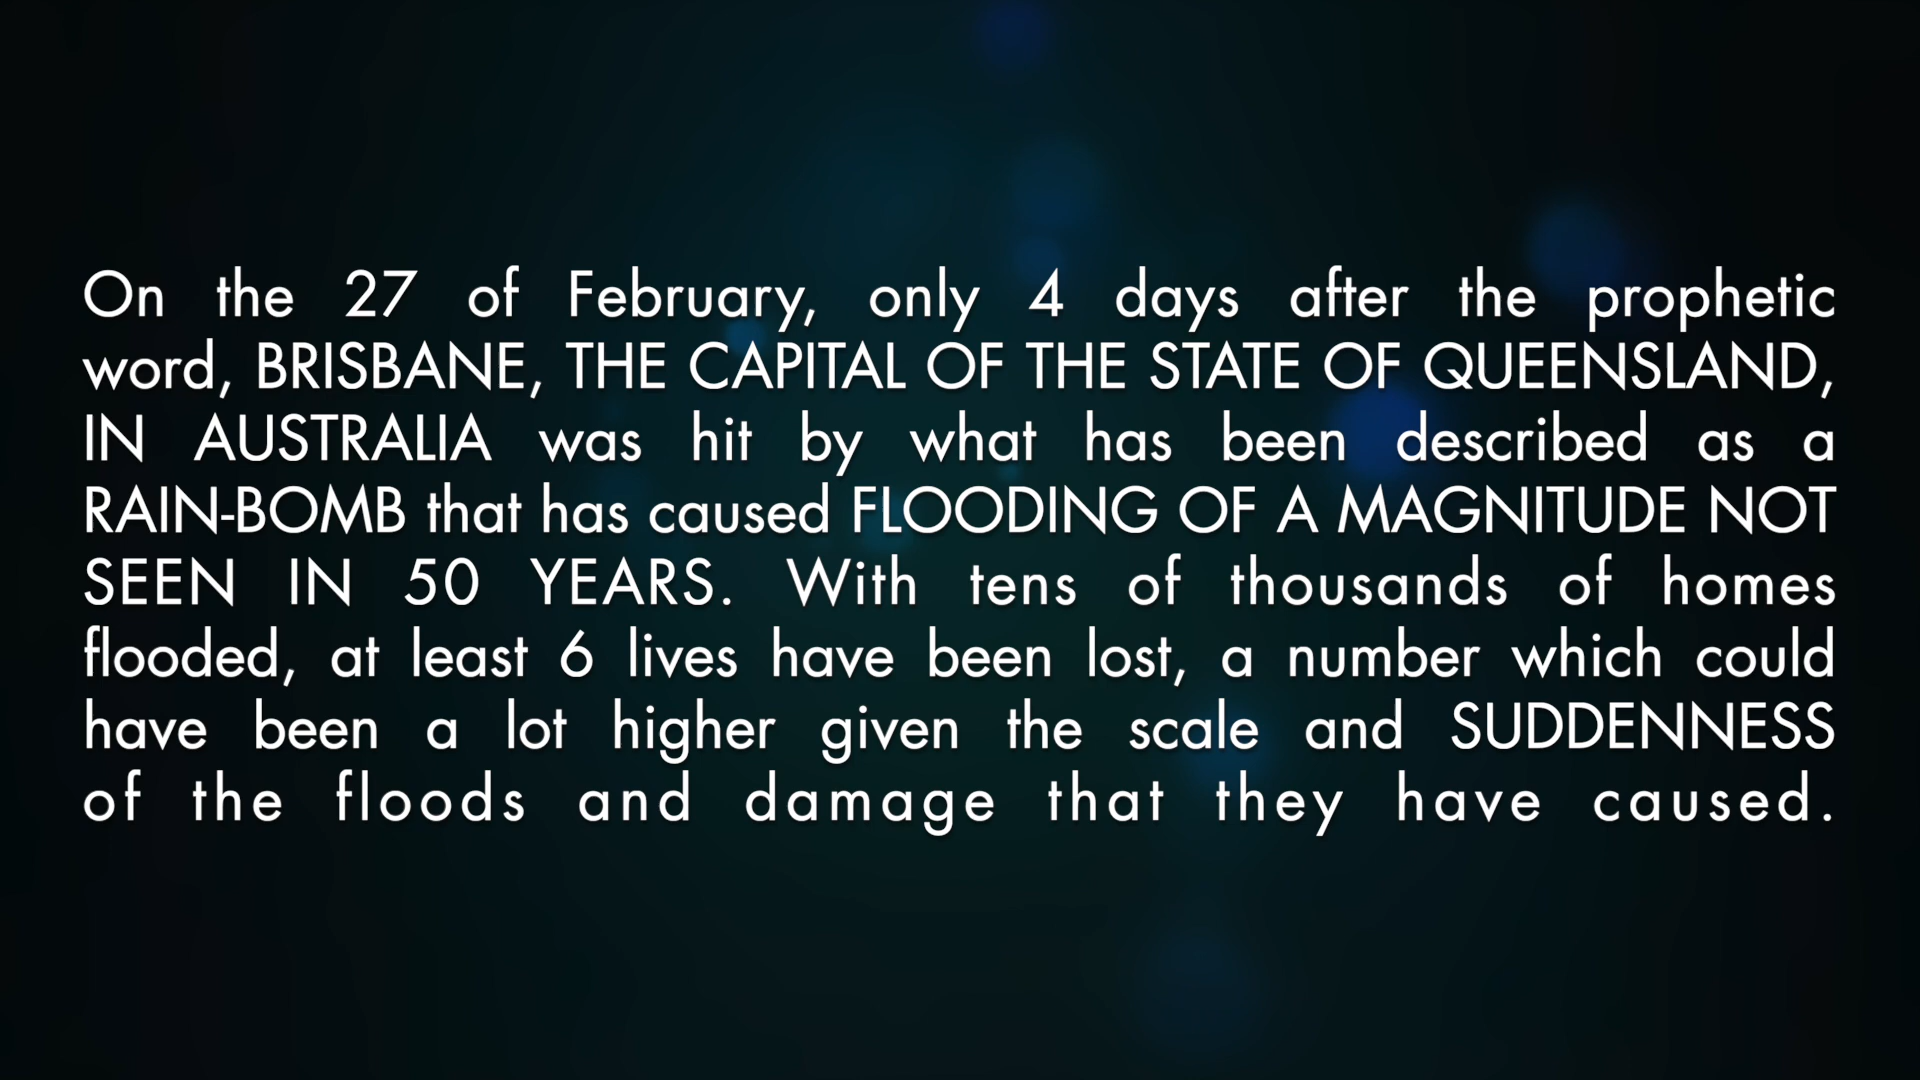 On the 27 of February, only 4 days after the prophetic
word, BRISBANE, THE CAPITAL OF THE STATE OF QUEENSLAND,
IN AUSTRALIA was hit by what has been described as a
RAIN-BOMB that has caused FLOODING OF A MAGNITUDE NOT
SEEN IN 50 YEARS. With tens of thousands of homes
flooded, at least 6 lives have been lost, a number which could
have been a lot higher given the scale and SUDDENNESS
of the floods and damage that they have caused.